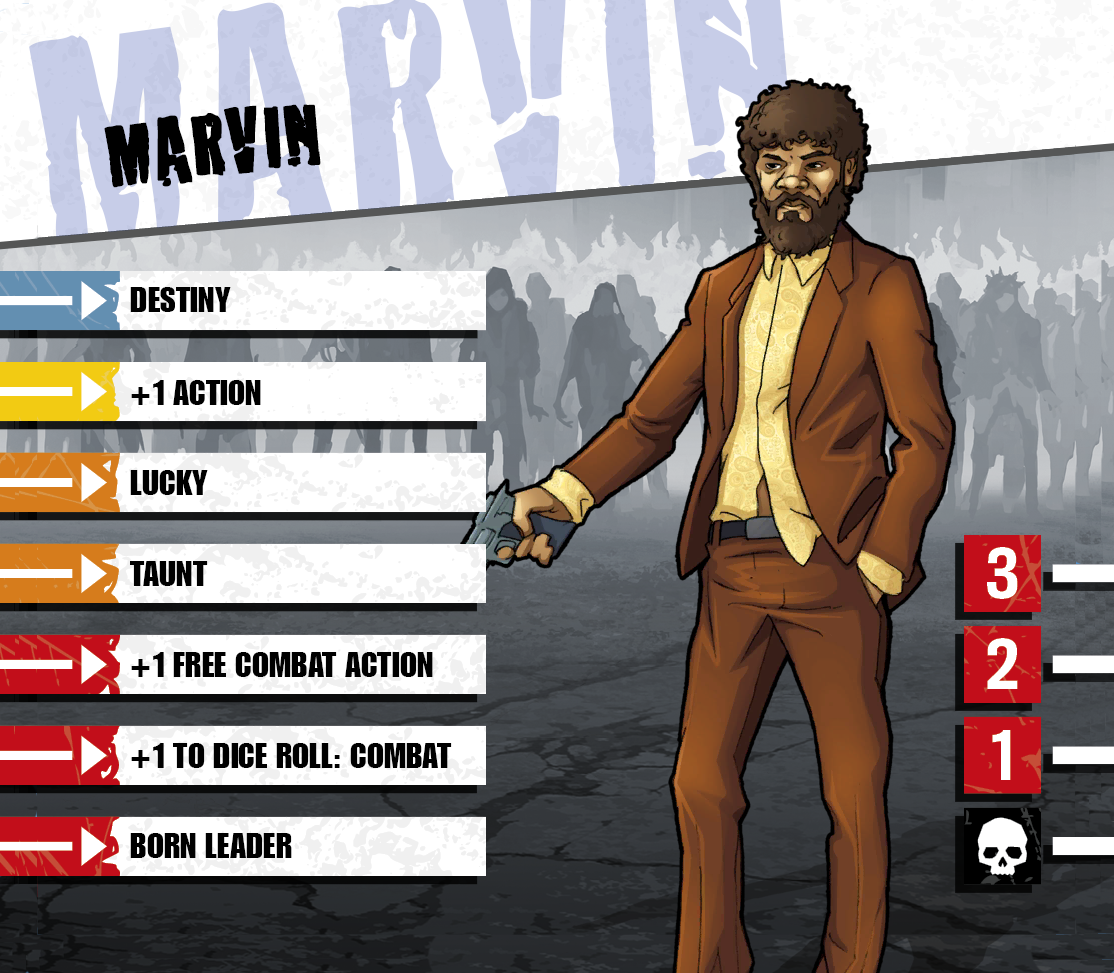 MARVIN
MARVIN
DESTINY
+1 ACTION
LUCKY
TAUNT
+1 FREE COMBAT ACTION
+1 TO DICE ROLL: COMBAT
BORN LEADER
3
2
1